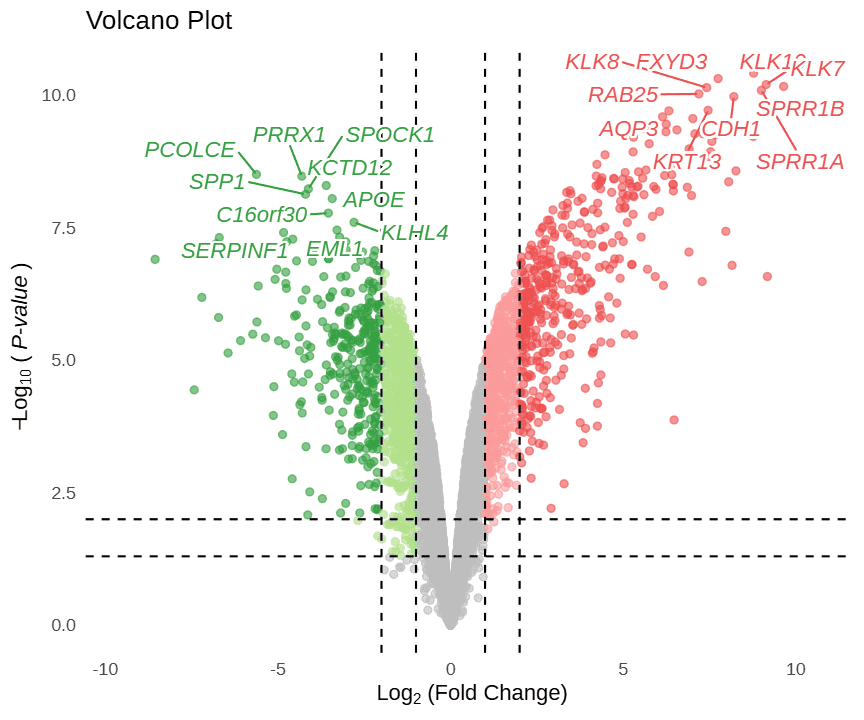 Volcano Plot
KLK8 FXYD3 KLK12 KLK7
10.0
RAB25
SPRR1B
PRRX1 SPOCK1 AQP3 CDH1
PCOLCE
KCTD12 KRT13 SPRR1A
SPP1
APOE
C16orf30
7.5
KLHL4
SERPINF1 EML1
5.0
−Log10 ( P-value )
2.5
0.0
-10 -5 0 5 10
Log2 (Fold Change)